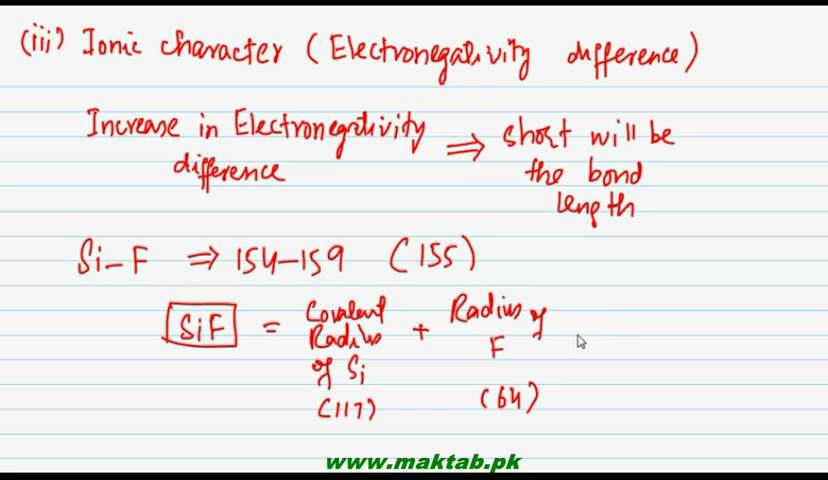 (iii) Ionic character (Electronegativity difference)
Increase in Electronegativity
difference
⇒ short will be
the bond
length
Si-F ⇒ 154-159 (155)
SiF = Covalent Radius of Si (117) + Radius of F (64)
www.maktab.pk